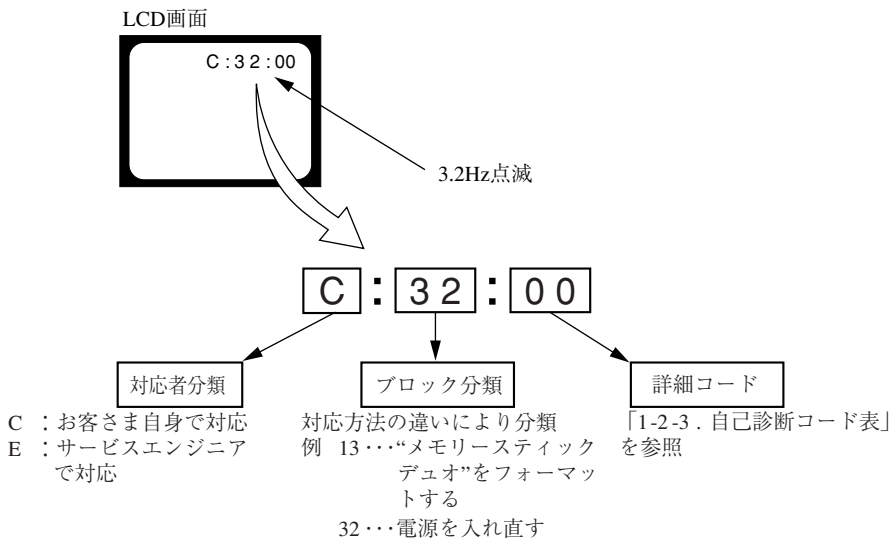 LCD画面
C:32:00
3.2Hz点滅
C:32:00
対応者分類
C ：お客さま自身で対応
E ：サービスエンジニア
で対応
ブロック分類
対応方法の違いにより分類
例 13･･･“メモリースティック
デュオ”をフォーマッ
トする
32･･･電源を入れ直す
詳細コード
「1-2-3．自己診断コード表」
を参照